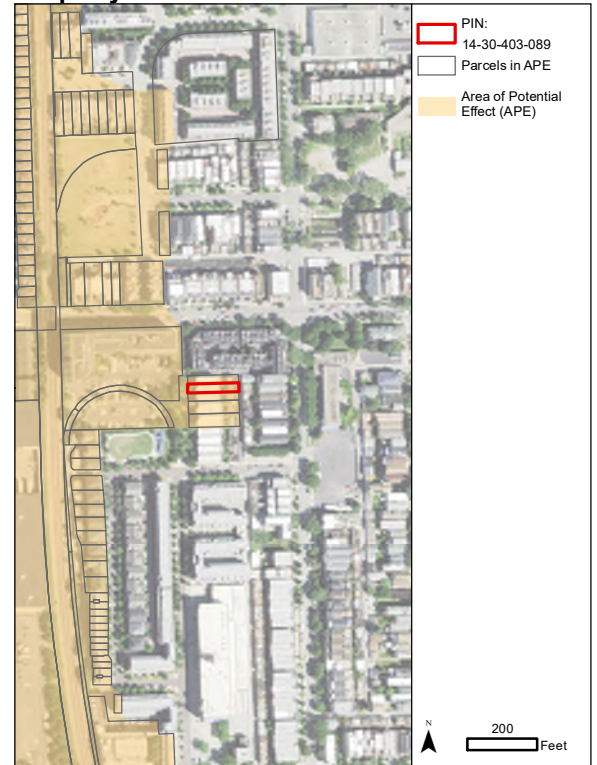 PIN:
14-30-403-089
Parcels in APE
Area of Potential
Effect (APE)
N
200
Feet